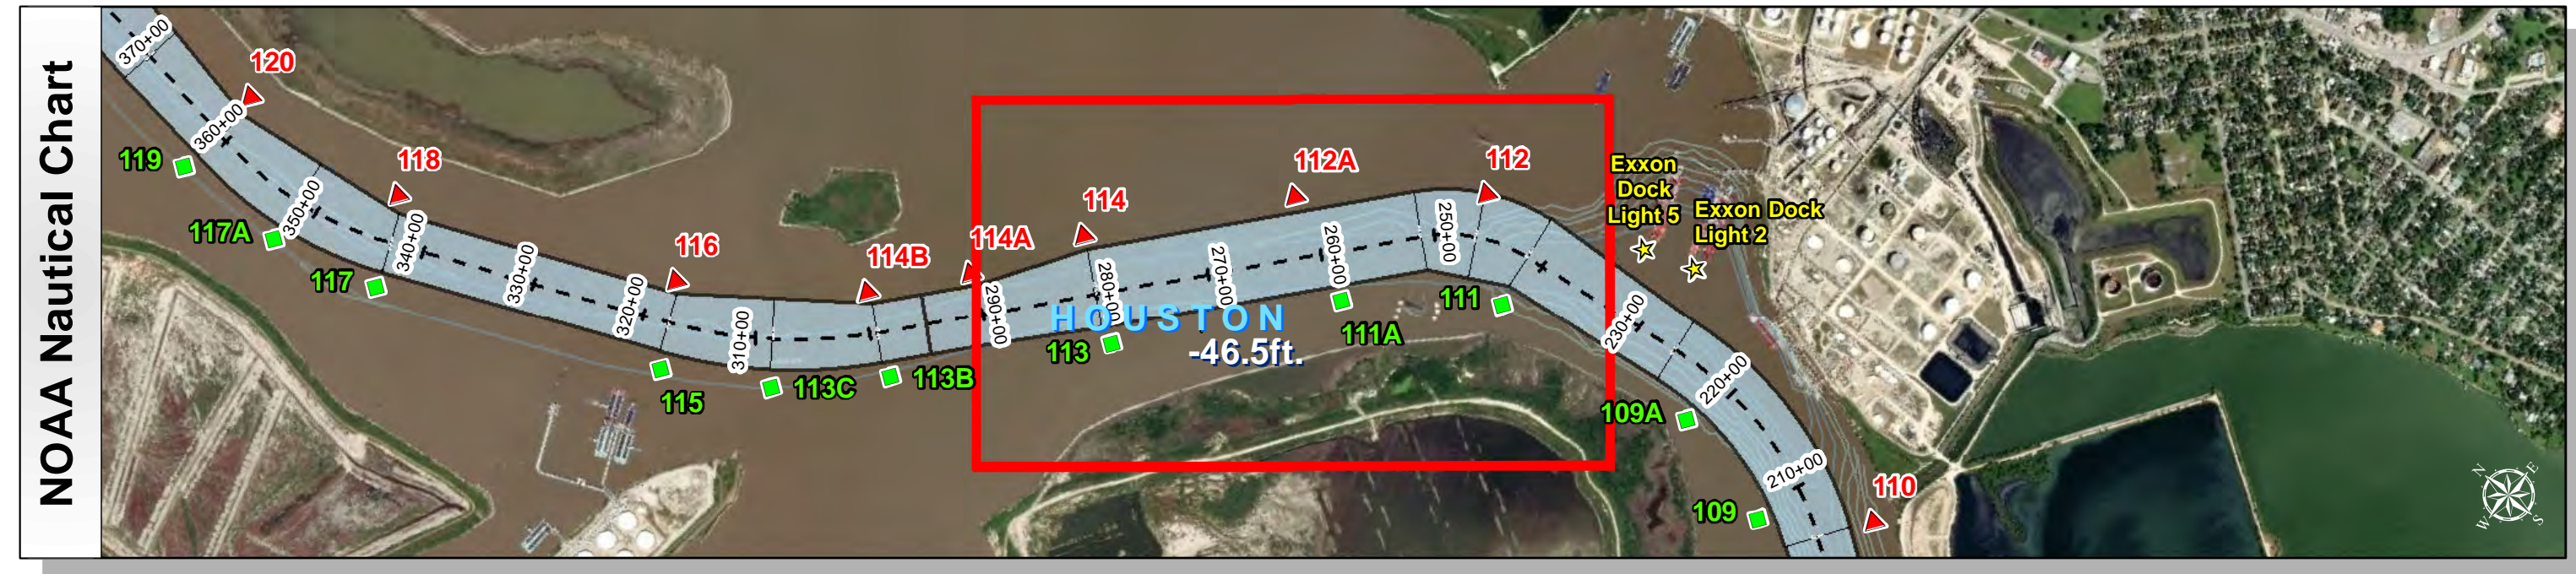 NOAA Nautical Chart
370+00
120
360+00
119
118
350+00
117A
340+00
117
330+00
116
320+00
115
310+00
113C
114B
113B
114A
290+00
114
280+00
113
HOUSTON
-46.5ft.
270+00
112A
260+00
111A
250+00
112
111
Exxon
Dock
Light 5
Exxon Dock
Light 2
230+00
220+00
109A
210+00
109
110
N
E
W
S